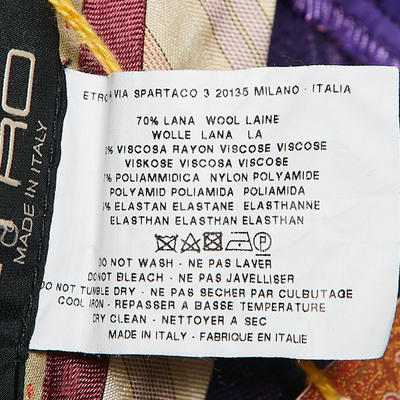 ETRO VIA SPARTACO 3 20135 MILANO - ITALIA
70% LANA WOOL LAINE
WOLLE LANA LA
% VISCOSA RAYON VISCOSE VISCOSE
VISKOSE VISCOSA VISCOSE
% POLIAMMIDICA NYLON POLYAMIDE
POLYAMID POLIAMIDA POLIAMIDA
% ELASTAN ELASTANE ELASTHANNE
ELASTAN ELASTHAN ELASTHAN
P
DO NOT WASH - NE PAS LAVER
DO NOT BLEACH - NE PAS JAVELLISER
DO NOT TUMBLE DRY - NE PAS SECHER PAR CULBUTAGE
COOL IRON - REPASSER A BASSE TEMPERATURE
DRY CLEAN - NETTOYER A SEC
MADE IN ITALY - FABRIQUE EN ITALIE
RO
MADE IN ITALY